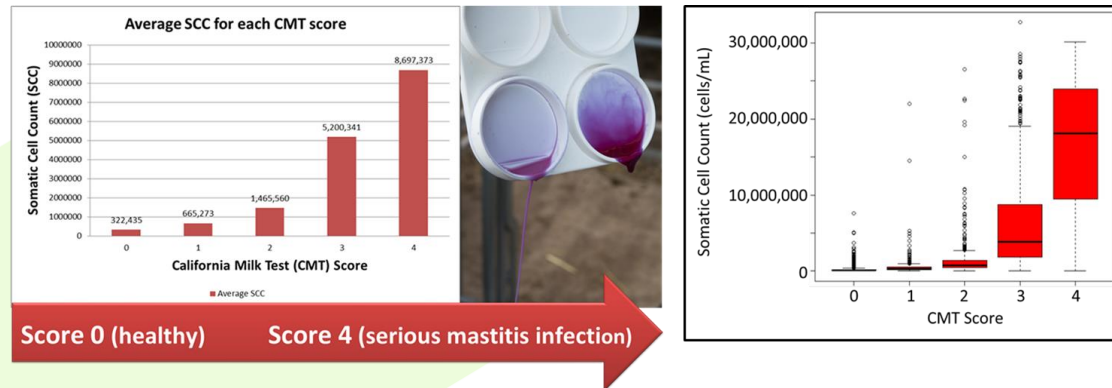 Average SCC for each CMT score
Somatic Cell Count (SCC)
10000000
9000000
8000000
7000000
6000000
5000000
4000000
3000000
2000000
1000000
0
322,435
665,273
1,465,560
5,200,341
8,697,373
0 1 2 3 4
California Milk Test (CMT) Score
Average SCC
Score 0 (healthy)
Score 4 (serious mastitis infection)
Somatic Cell Count (cells/mL)
30,000,000
20,000,000
10,000,000
0
0 1 2 3 4
CMT Score